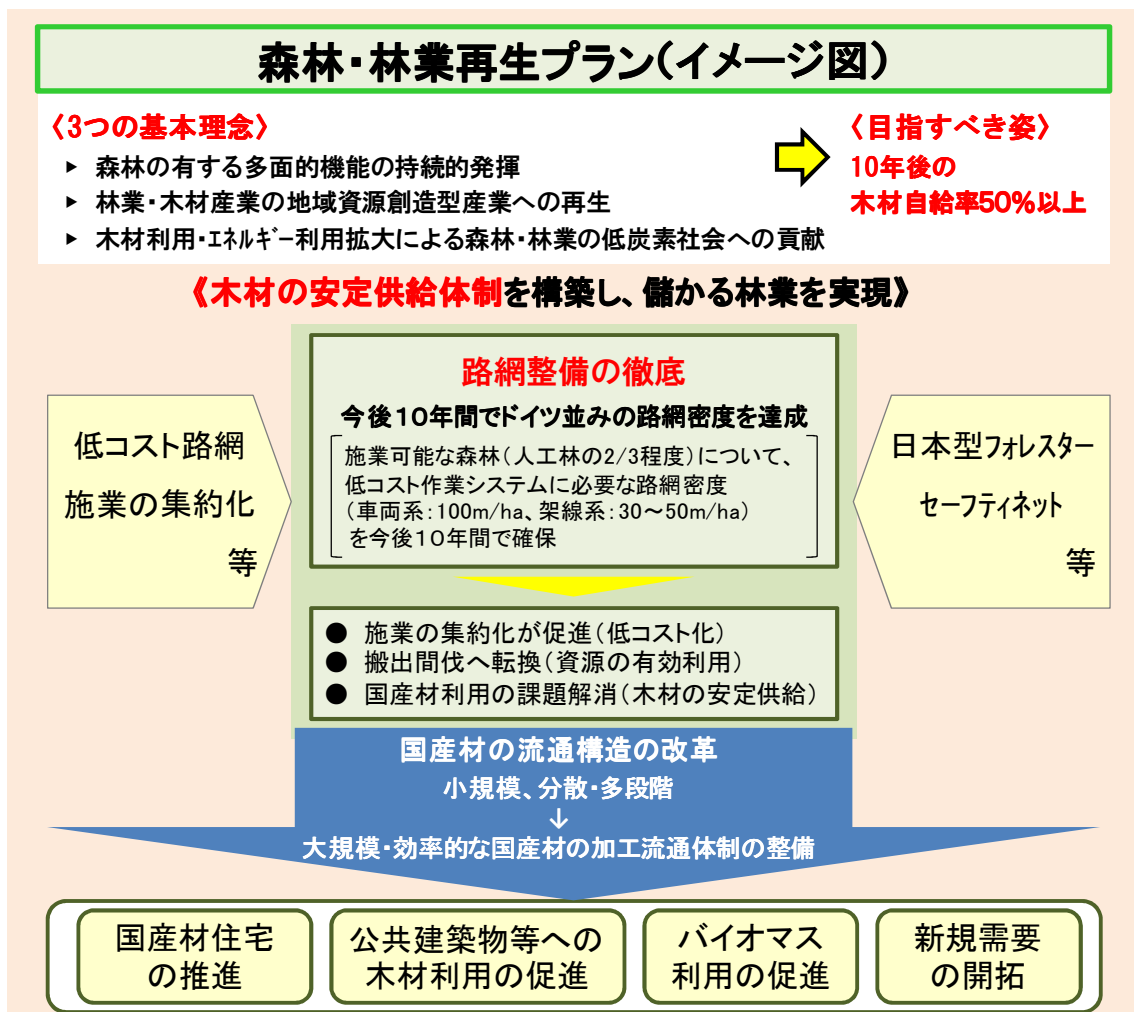 森林・林業再生プラン(イメージ図)
〈3つの基本理念〉
▶ 森林の有する多面的機能の持続的発揮
▶ 林業・木材産業の地域資源創造型産業への再生
▶ 木材利用・エネルギー利用拡大による森林・林業の低炭素社会への貢献
〈目指すべき姿〉
10年後の
木材自給率50%以上
《木材の安定供給体制を構築し、儲かる林業を実現》
低コスト路網
施業の集約化
等
路網整備の徹底
今後10年間でドイツ並みの路網密度を達成
施業可能な森林(人工林の2/3程度)について、
低コスト作業システムに必要な路網密度
(車両系:100m/ha、架線系:30~50m/ha)
を今後10年間で確保
日本型フォレスター
セーフティネット
等
● 施業の集約化が促進(低コスト化)
● 搬出間伐へ転換(資源の有効利用)
● 国産材利用の課題解消(木材の安定供給)
国産材の流通構造の改革
小規模、分散・多段階
↓
大規模・効率的な国産材の加工流通体制の整備
国産材住宅
の推進
公共建築物等への
木材利用の促進
バイオマス
利用の促進
新規需要
の開拓